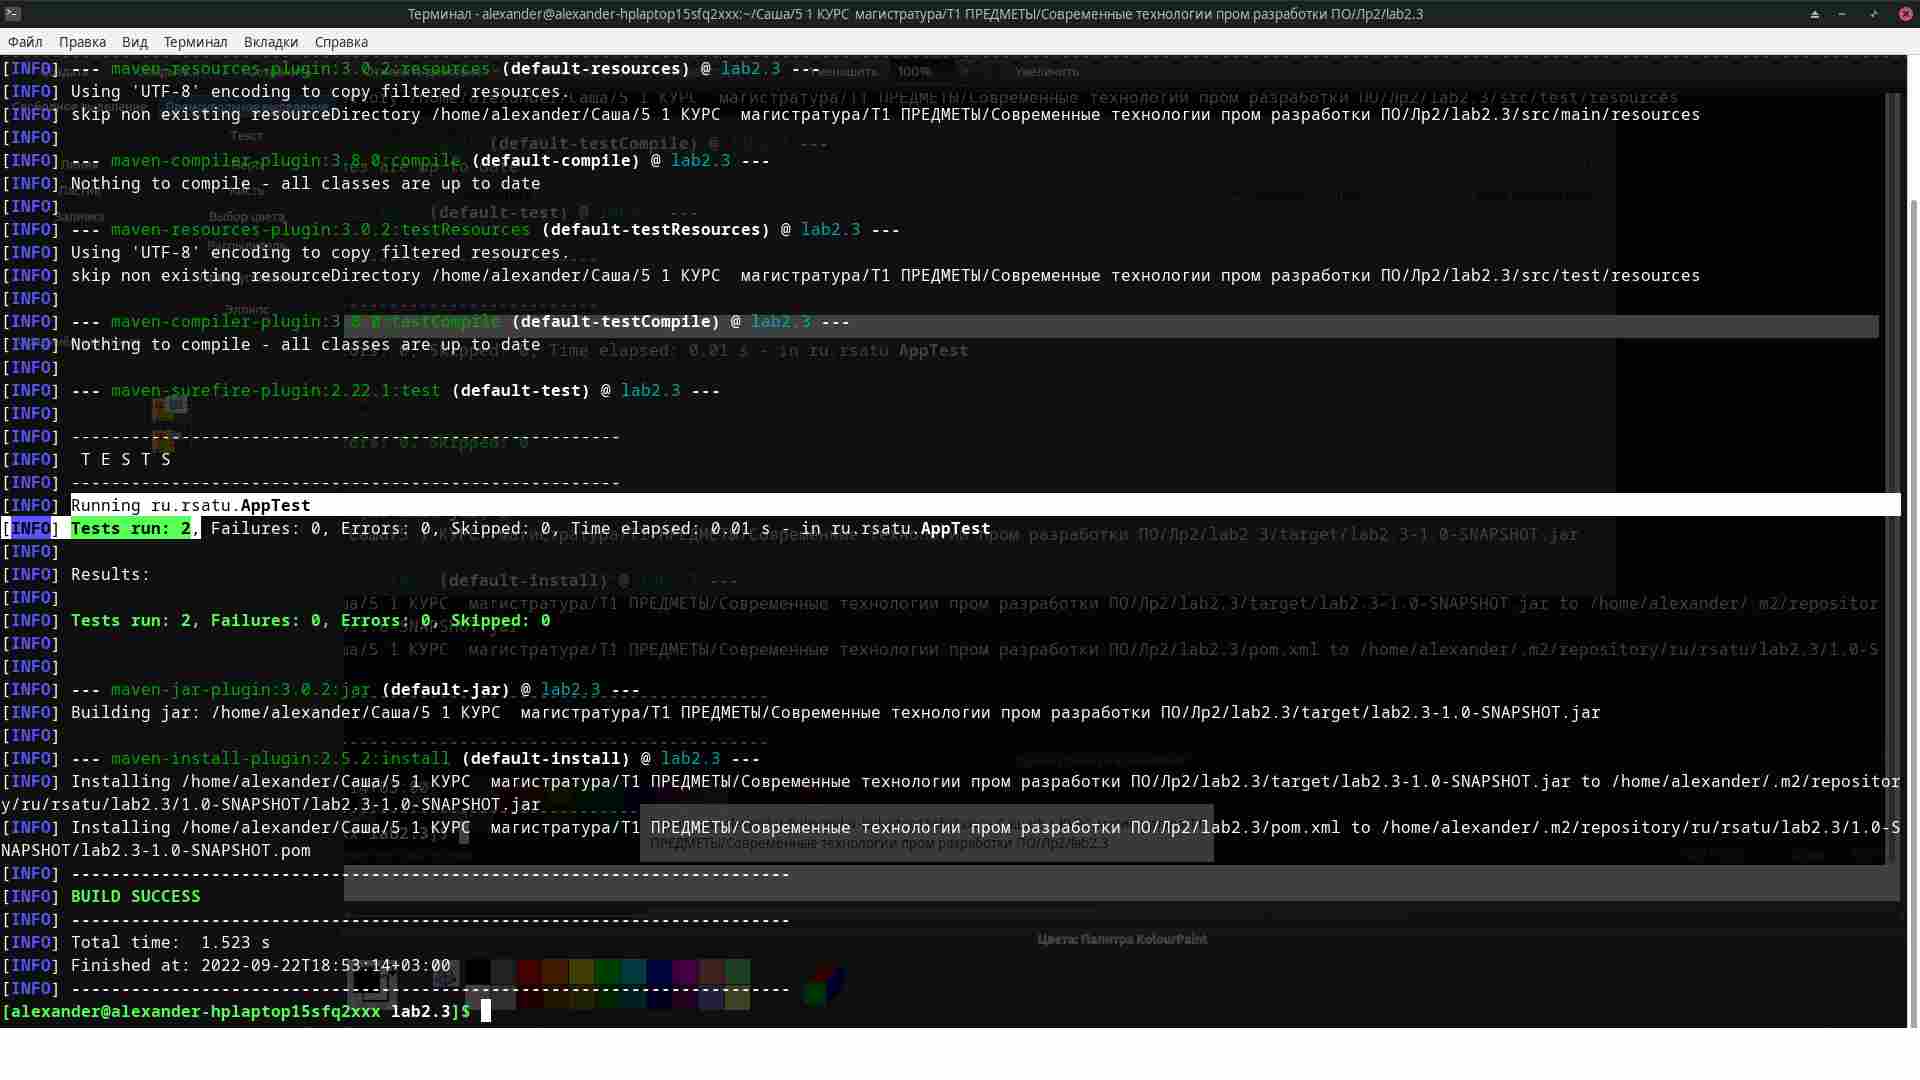 Терминал - alexander@alexander-hplaptop15sfq2xxx:~/Саша/5 1 КУРС  магистратура/Т1 ПРЕДМЕТЫ/Современные технологии пром разработки ПО/Лр2/lab2.3
Файл Правка Вид Терминал Вкладки Справка
[INFO] --- maven-resources-plugin:3.0.2:resources (default-resources) @ lab2.3 ---
[INFO] Using 'UTF-8' encoding to copy filtered resources.
[INFO] skip non existing resourceDirectory /home/alexander/Саша/5 1 КУРС  магистратура/Т1 ПРЕДМЕТЫ/Современные технологии пром разработки ПО/Лр2/lab2.3/src/main/resources
[INFO]
[INFO] --- maven-compiler-plugin:3.8.0:compile (default-compile) @ lab2.3 ---
[INFO] Nothing to compile - all classes are up to date
[INFO]
[INFO] --- maven-resources-plugin:3.0.2:testResources (default-testResources) @ lab2.3 ---
[INFO] Using 'UTF-8' encoding to copy filtered resources.
[INFO] skip non existing resourceDirectory /home/alexander/Саша/5 1 КУРС  магистратура/Т1 ПРЕДМЕТЫ/Современные технологии пром разработки ПО/Лр2/lab2.3/src/test/resources
[INFO]
[INFO] --- maven-compiler-plugin:3.8.0:testCompile (default-testCompile) @ lab2.3 ---
[INFO] Nothing to compile - all classes are up to date
[INFO]
[INFO] --- maven-surefire-plugin:2.22.1:test (default-test) @ lab2.3 ---
[INFO]
[INFO] -------------------------------------------------------
[INFO]  T E S T S
[INFO] -------------------------------------------------------
[INFO] Running ru.rsatu.AppTest
[INFO] Tests run: 2, Failures: 0, Errors: 0, Skipped: 0, Time elapsed: 0.01 s - in ru.rsatu.AppTest
[INFO]
[INFO] Results:
[INFO]
[INFO] Tests run: 2, Failures: 0, Errors: 0, Skipped: 0
[INFO]
[INFO]
[INFO] --- maven-jar-plugin:3.0.2:jar (default-jar) @ lab2.3 ---
[INFO] Building jar: /home/alexander/Саша/5 1 КУРС  магистратура/Т1 ПРЕДМЕТЫ/Современные технологии пром разработки ПО/Лр2/lab2.3/target/lab2.3-1.0-SNAPSHOT.jar
[INFO]
[INFO] --- maven-install-plugin:2.5.2:install (default-install) @ lab2.3 ---
[INFO] Installing /home/alexander/Саша/5 1 КУРС  магистратура/Т1 ПРЕДМЕТЫ/Современные технологии пром разработки ПО/Лр2/lab2.3/target/lab2.3-1.0-SNAPSHOT.jar to /home/alexander/.m2/repositor
y/ru/rsatu/lab2.3/1.0-SNAPSHOT/lab2.3-1.0-SNAPSHOT.jar
[INFO] Installing /home/alexander/Саша/5 1 КУРС  магистратура/Т1 ПРЕДМЕТЫ/Современные технологии пром разработки ПО/Лр2/lab2.3/pom.xml to /home/alexander/.m2/repository/ru/rsatu/lab2.3/1.0-S
NAPSHOT/lab2.3-1.0-SNAPSHOT.pom
[INFO] ------------------------------------------------------------------------
[INFO] BUILD SUCCESS
[INFO] ------------------------------------------------------------------------
[INFO] Total time:  1.523 s
[INFO] Finished at: 2022-09-22T18:53:14+03:00
[INFO] ------------------------------------------------------------------------
[alexander@alexander-hplaptop15sfq2xxx lab2.3]$
Цвета: Палитра KolourPaint